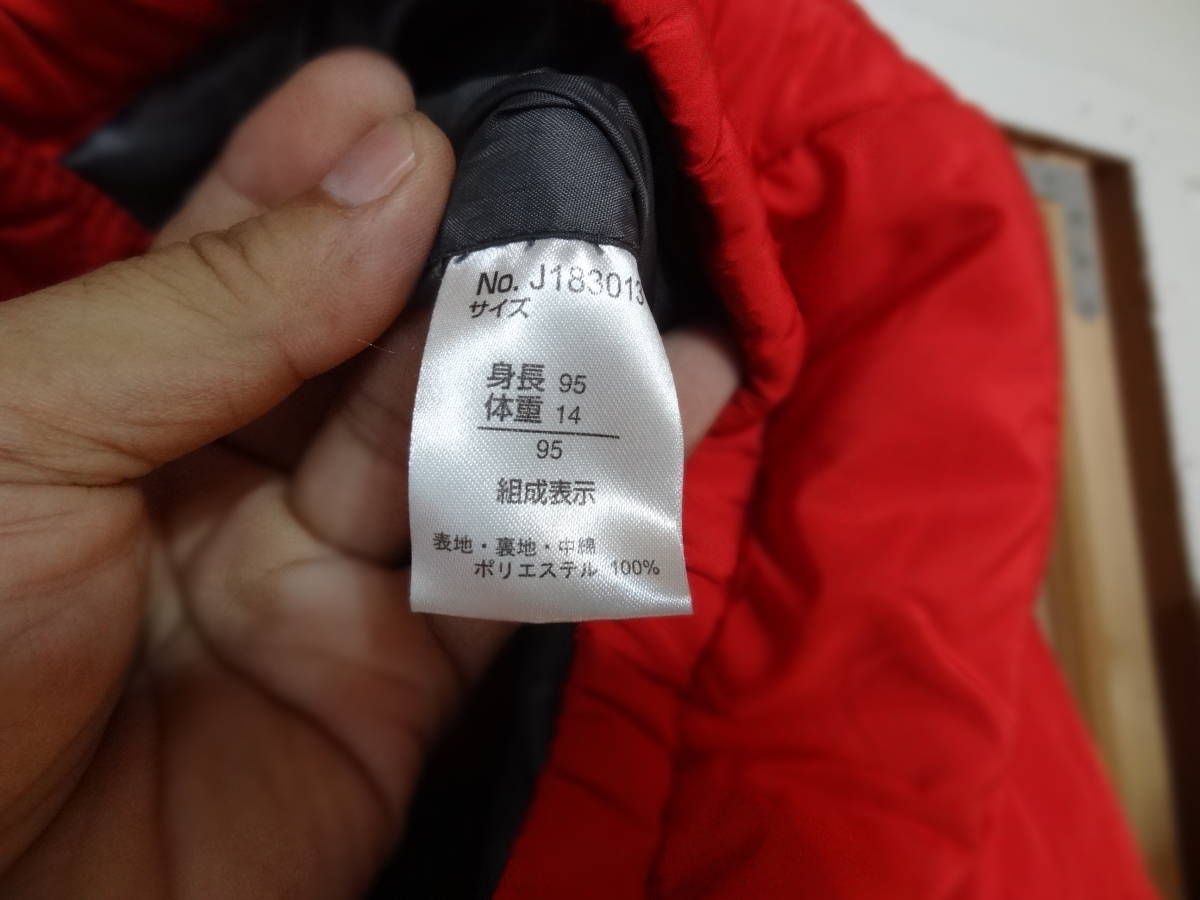 No. J183013
サイズ
身長 95
体重 14
95
組成表示
表地・裏地・中綿
ポリエステル 100%